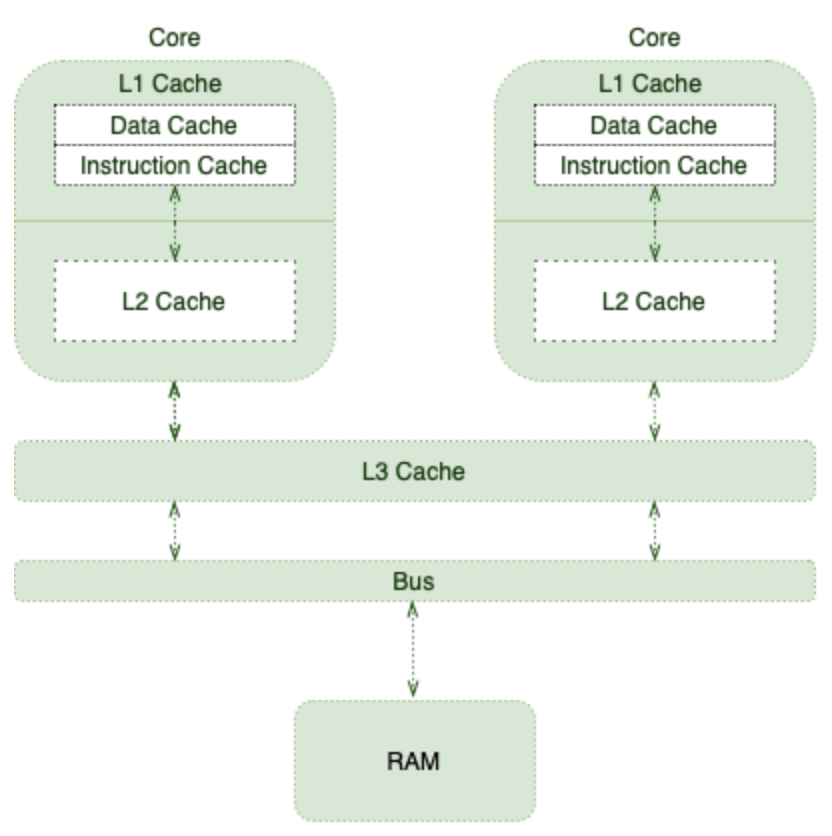 Core
L1 Cache
Data Cache
Instruction Cache
L2 Cache
Core
L1 Cache
Data Cache
Instruction Cache
L2 Cache
L3 Cache
Bus
RAM